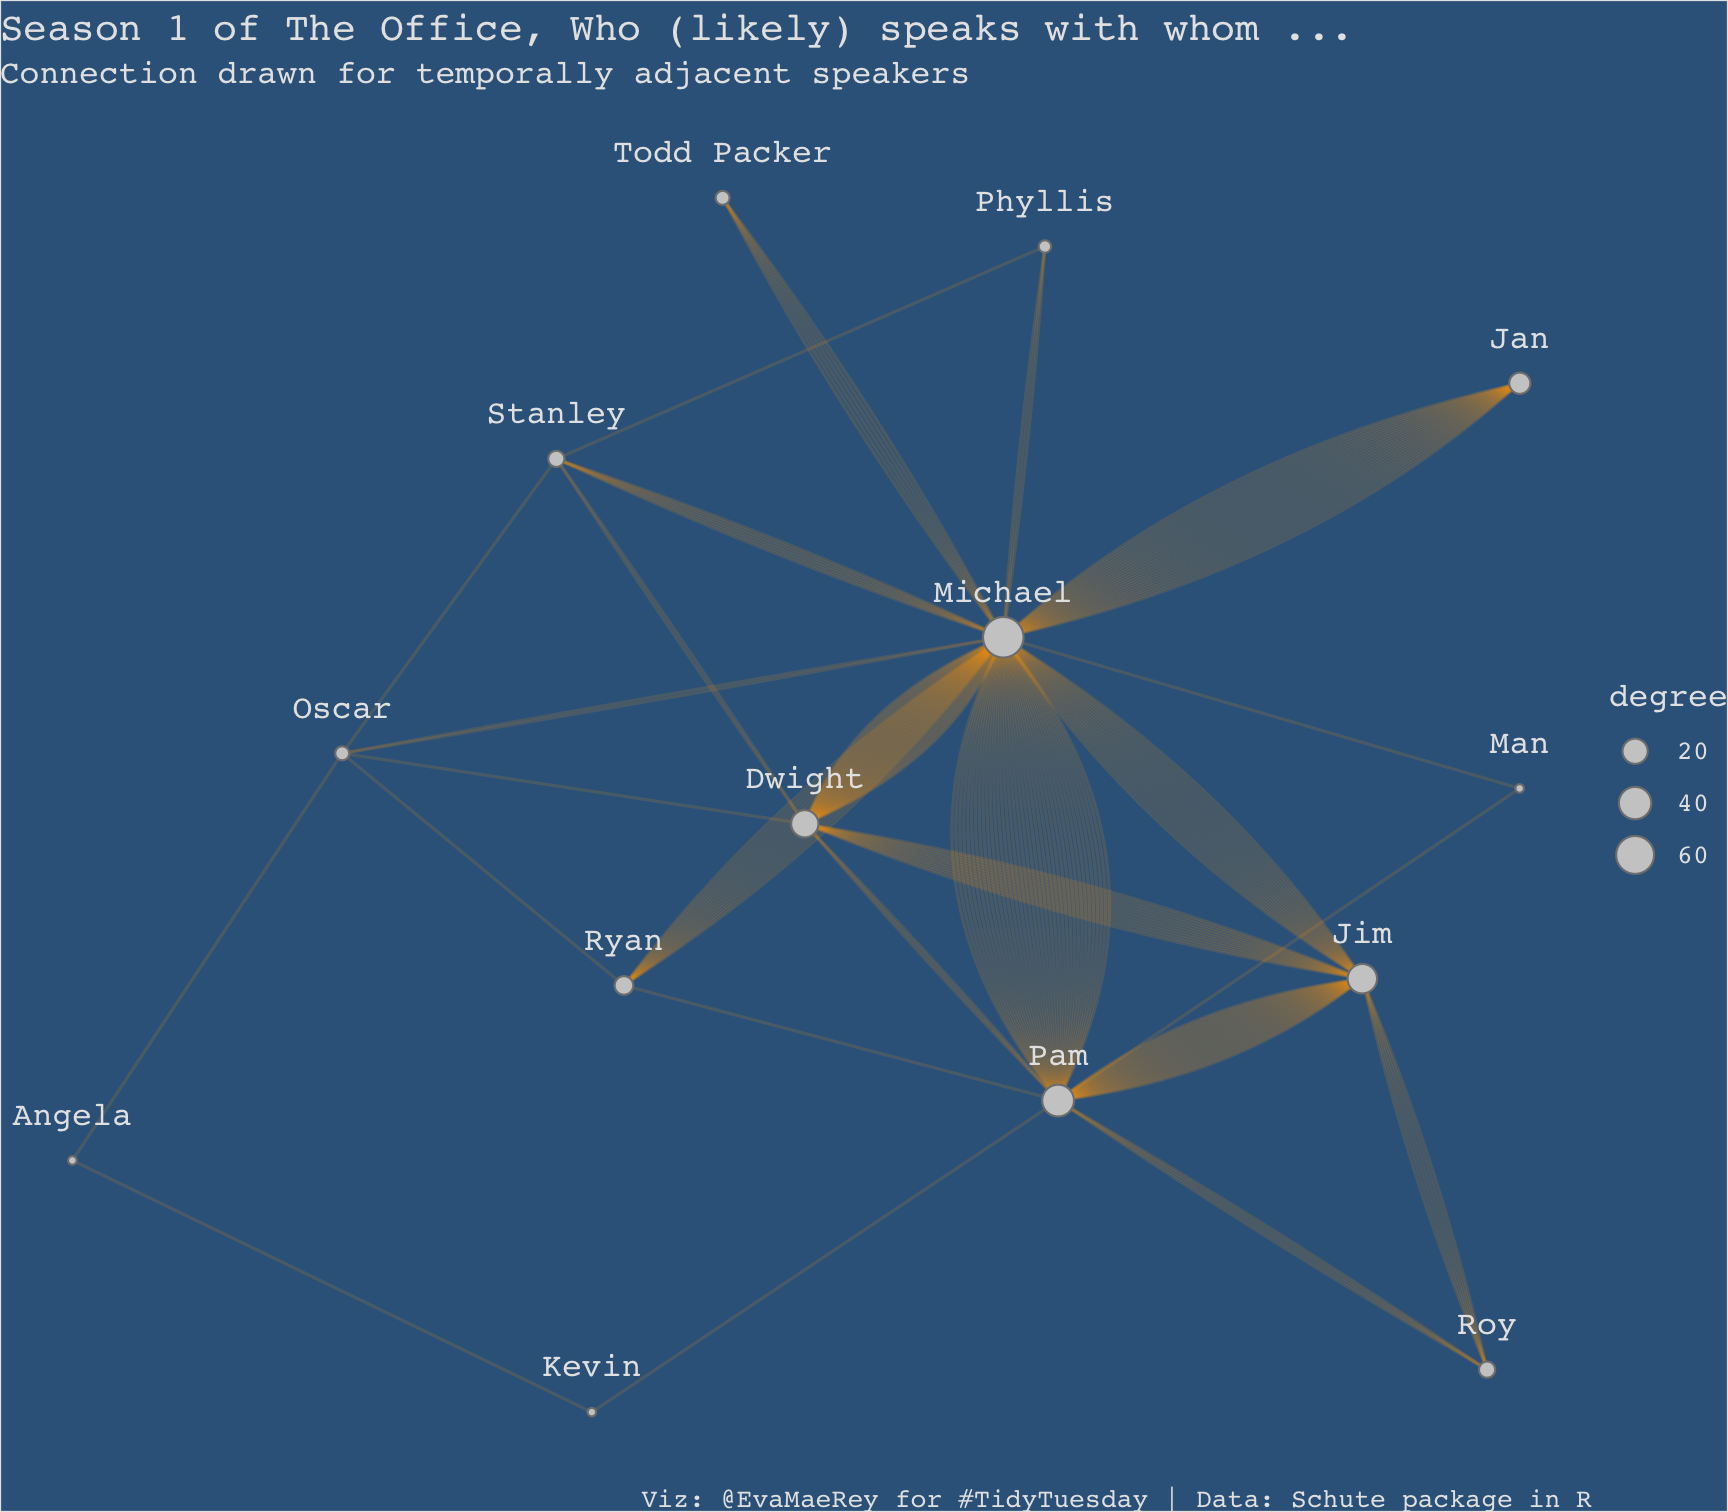 Season 1 of The Office, Who (likely) speaks with whom ...
Connection drawn for temporally adjacent speakers
Todd Packer
Phyllis
Jan
Stanley
Michael
degree
Oscar
Man
20
Dwight
40
60
Jim
Ryan
Pam
Angela
Roy
Kevin
Viz: @EvaMaeRey for #TidyTuesday | Data: Schute package in R